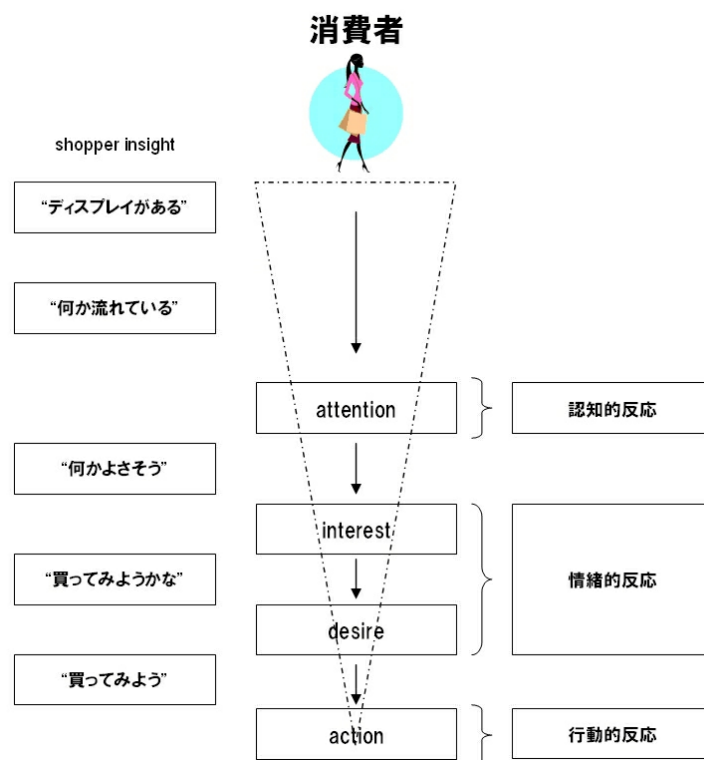 消費者
shopper insight
“ディスプレイがある”
“何か流れている”
attention
認知的反応
“何かよさそう”
interest
“買ってみようかな”
情緒的反応
desire
“買ってみよう”
action
行動的反応